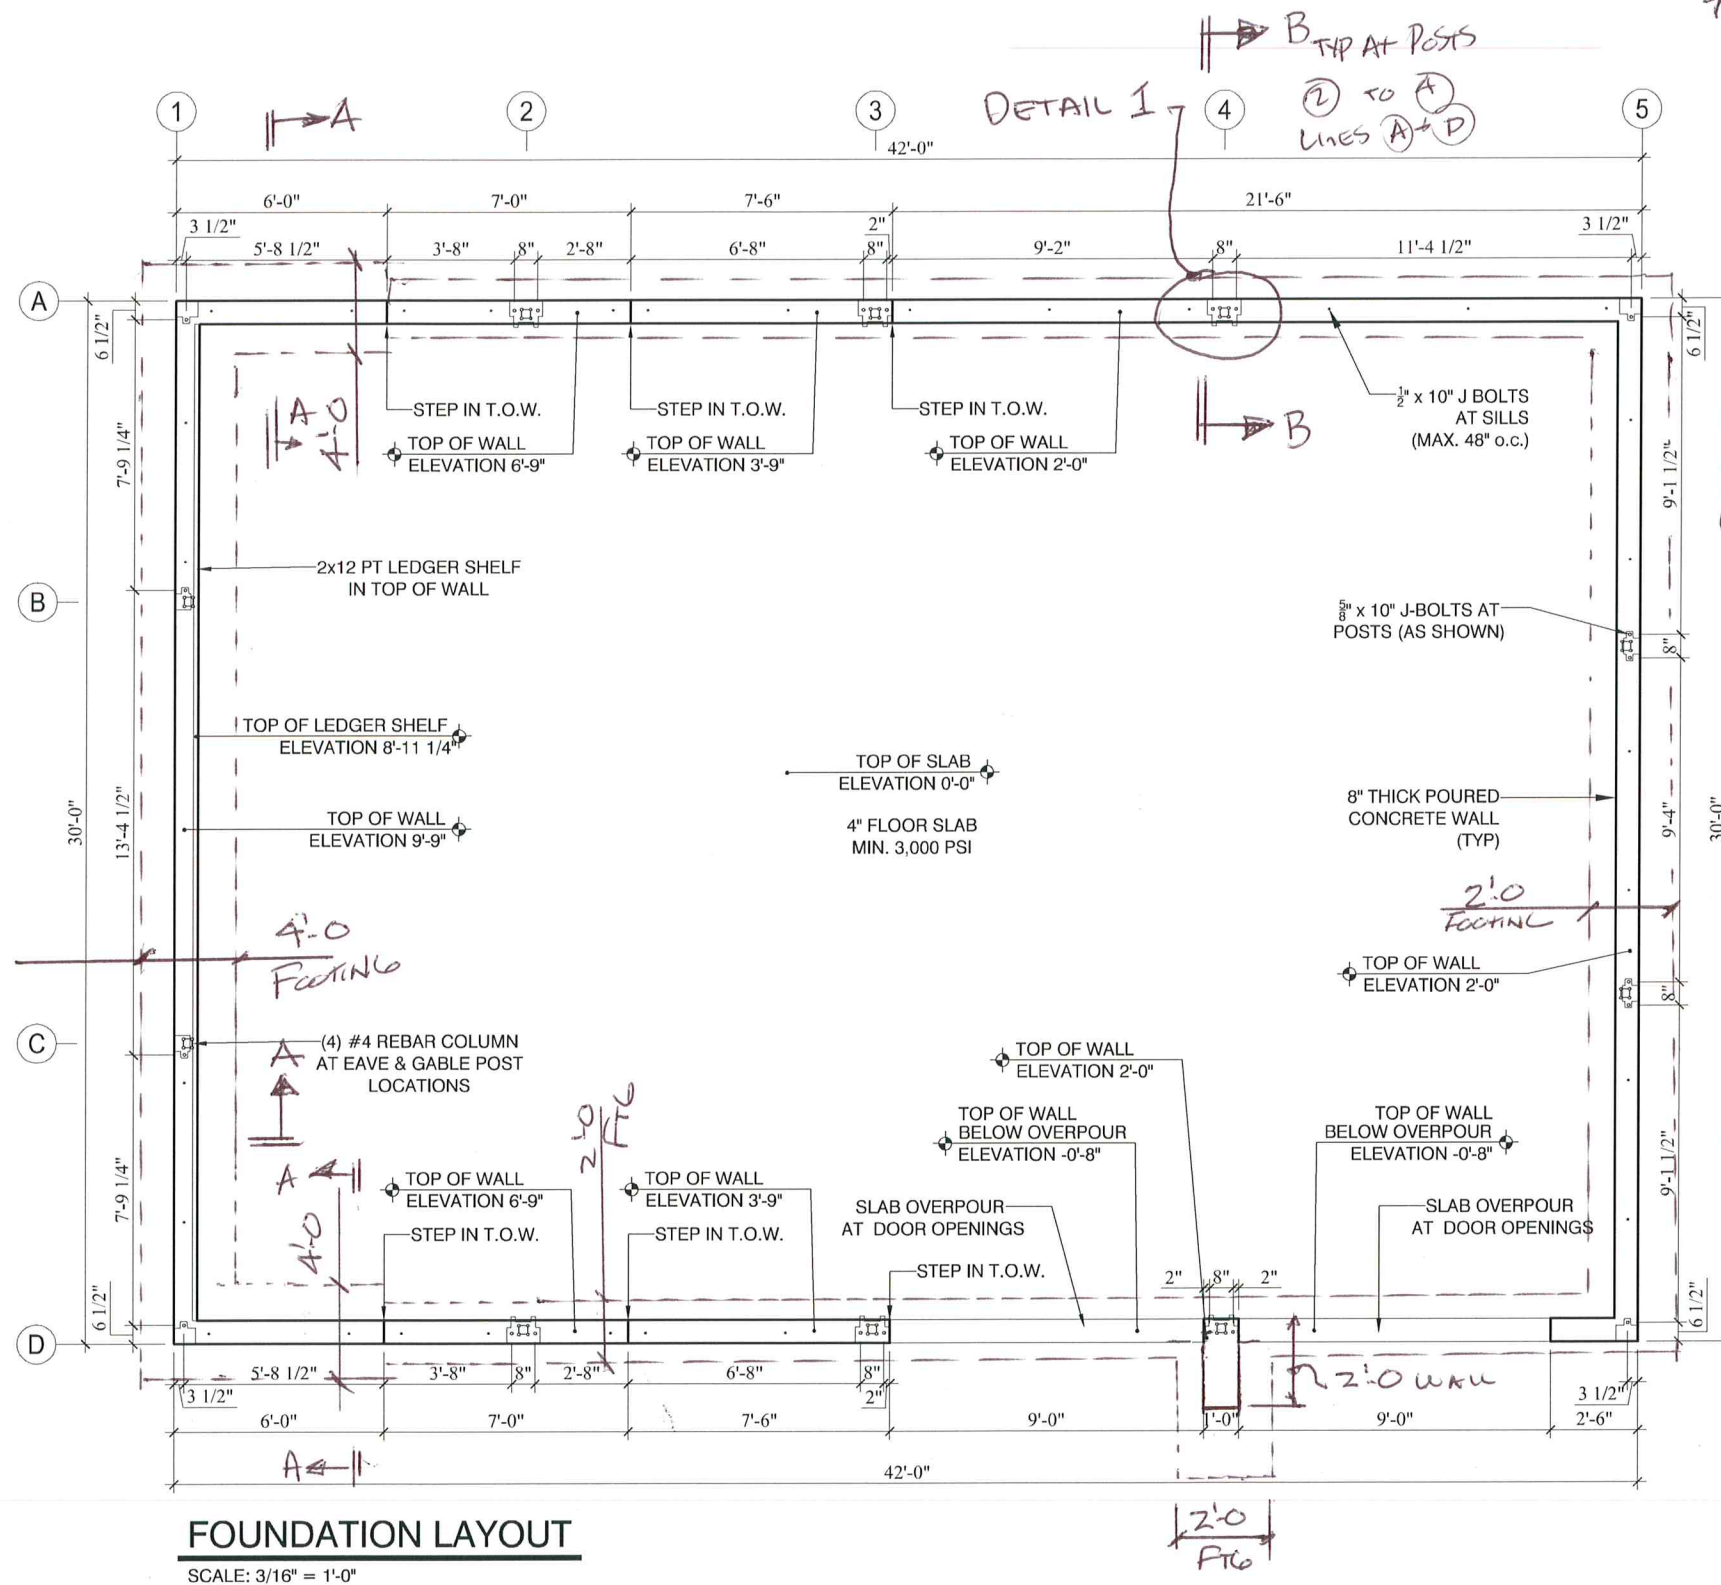 B TYP At POSTS
② TO ④
LINES Ⓐ + Ⓓ
DETAIL 1
A
1
2
3
4
5
42'-0"
6'-0"
7'-0"
7'-6"
21'-6"
3 1/2"
2"
3 1/2"
5'-8 1/2"
3'-8"
8"
2'-8"
6'-8"
8"
9'-2"
8"
11'-4 1/2"
A
6 1/2"
6 1/2"
A
4'-0
STEP IN T.O.W.
STEP IN T.O.W.
STEP IN T.O.W.
TOP OF WALL
ELEVATION 6'-9"
TOP OF WALL
ELEVATION 3'-9"
TOP OF WALL
ELEVATION 2'-0"
B
1/2" x 10" J BOLTS
AT SILLS
(MAX. 48" o.c.)
7'-9 1/4"
9'-1 1/2"
2x12 PT LEDGER SHELF
IN TOP OF WALL
B
5/8" x 10" J-BOLTS AT
POSTS (AS SHOWN)
8"
TOP OF LEDGER SHELF
ELEVATION 8'-11 1/4"
TOP OF SLAB
ELEVATION 0'-0"
4" FLOOR SLAB
MIN. 3,000 PSI
TOP OF WALL
ELEVATION 9'-9"
8" THICK POURED
CONCRETE WALL
(TYP)
30'-0"
13'-4 1/2"
9'-4"
30'-0"
4'-0
FOOTING
2'-0
FOOTING
TOP OF WALL
ELEVATION 2'-0"
8"
C
(4) #4 REBAR COLUMN
AT EAVE & GABLE POST
LOCATIONS
A
TOP OF WALL
ELEVATION 2'-0"
2'-0
FTG
TOP OF WALL
BELOW OVERPOUR
ELEVATION -0'-8"
TOP OF WALL
BELOW OVERPOUR
ELEVATION -0'-8"
A
7'-9 1/4"
9'-1 1/2"
TOP OF WALL
ELEVATION 6'-9"
TOP OF WALL
ELEVATION 3'-9"
SLAB OVERPOUR
AT DOOR OPENINGS
SLAB OVERPOUR
AT DOOR OPENINGS
4'-0
STEP IN T.O.W.
STEP IN T.O.W.
STEP IN T.O.W.
2"
8"
2"
6 1/2"
6 1/2"
D
5'-8 1/2"
3'-8"
8"
2'-8"
6'-8"
8"
2'-0 WALL
3 1/2"
2"
3 1/2"
6'-0"
7'-0"
7'-6"
9'-0"
1'-0"
9'-0"
2'-6"
A
42'-0"
2'-0
FTG
FOUNDATION LAYOUT
SCALE: 3/16" = 1'-0"